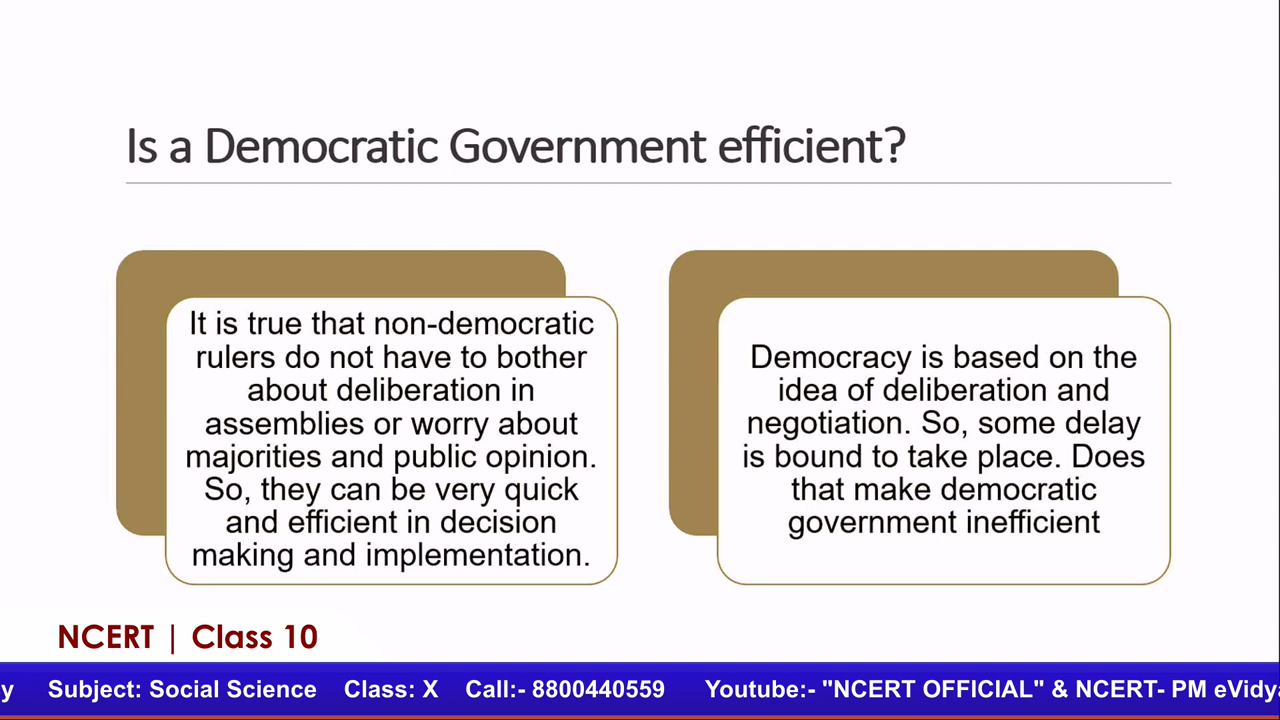 Is a Democratic Government efficient?
It is true that non-democratic
rulers do not have to bother
about deliberation in
assemblies or worry about
majorities and public opinion.
So, they can be very quick
and efficient in decision
making and implementation.
Democracy is based on the
idea of deliberation and
negotiation. So, some delay
is bound to take place. Does
that make democratic
government inefficient
NCERT | Class 10
y Subject: Social Science Class: X Call:- 8800440559 Youtube:- "NCERT OFFICIAL" & NCERT- PM eVidya